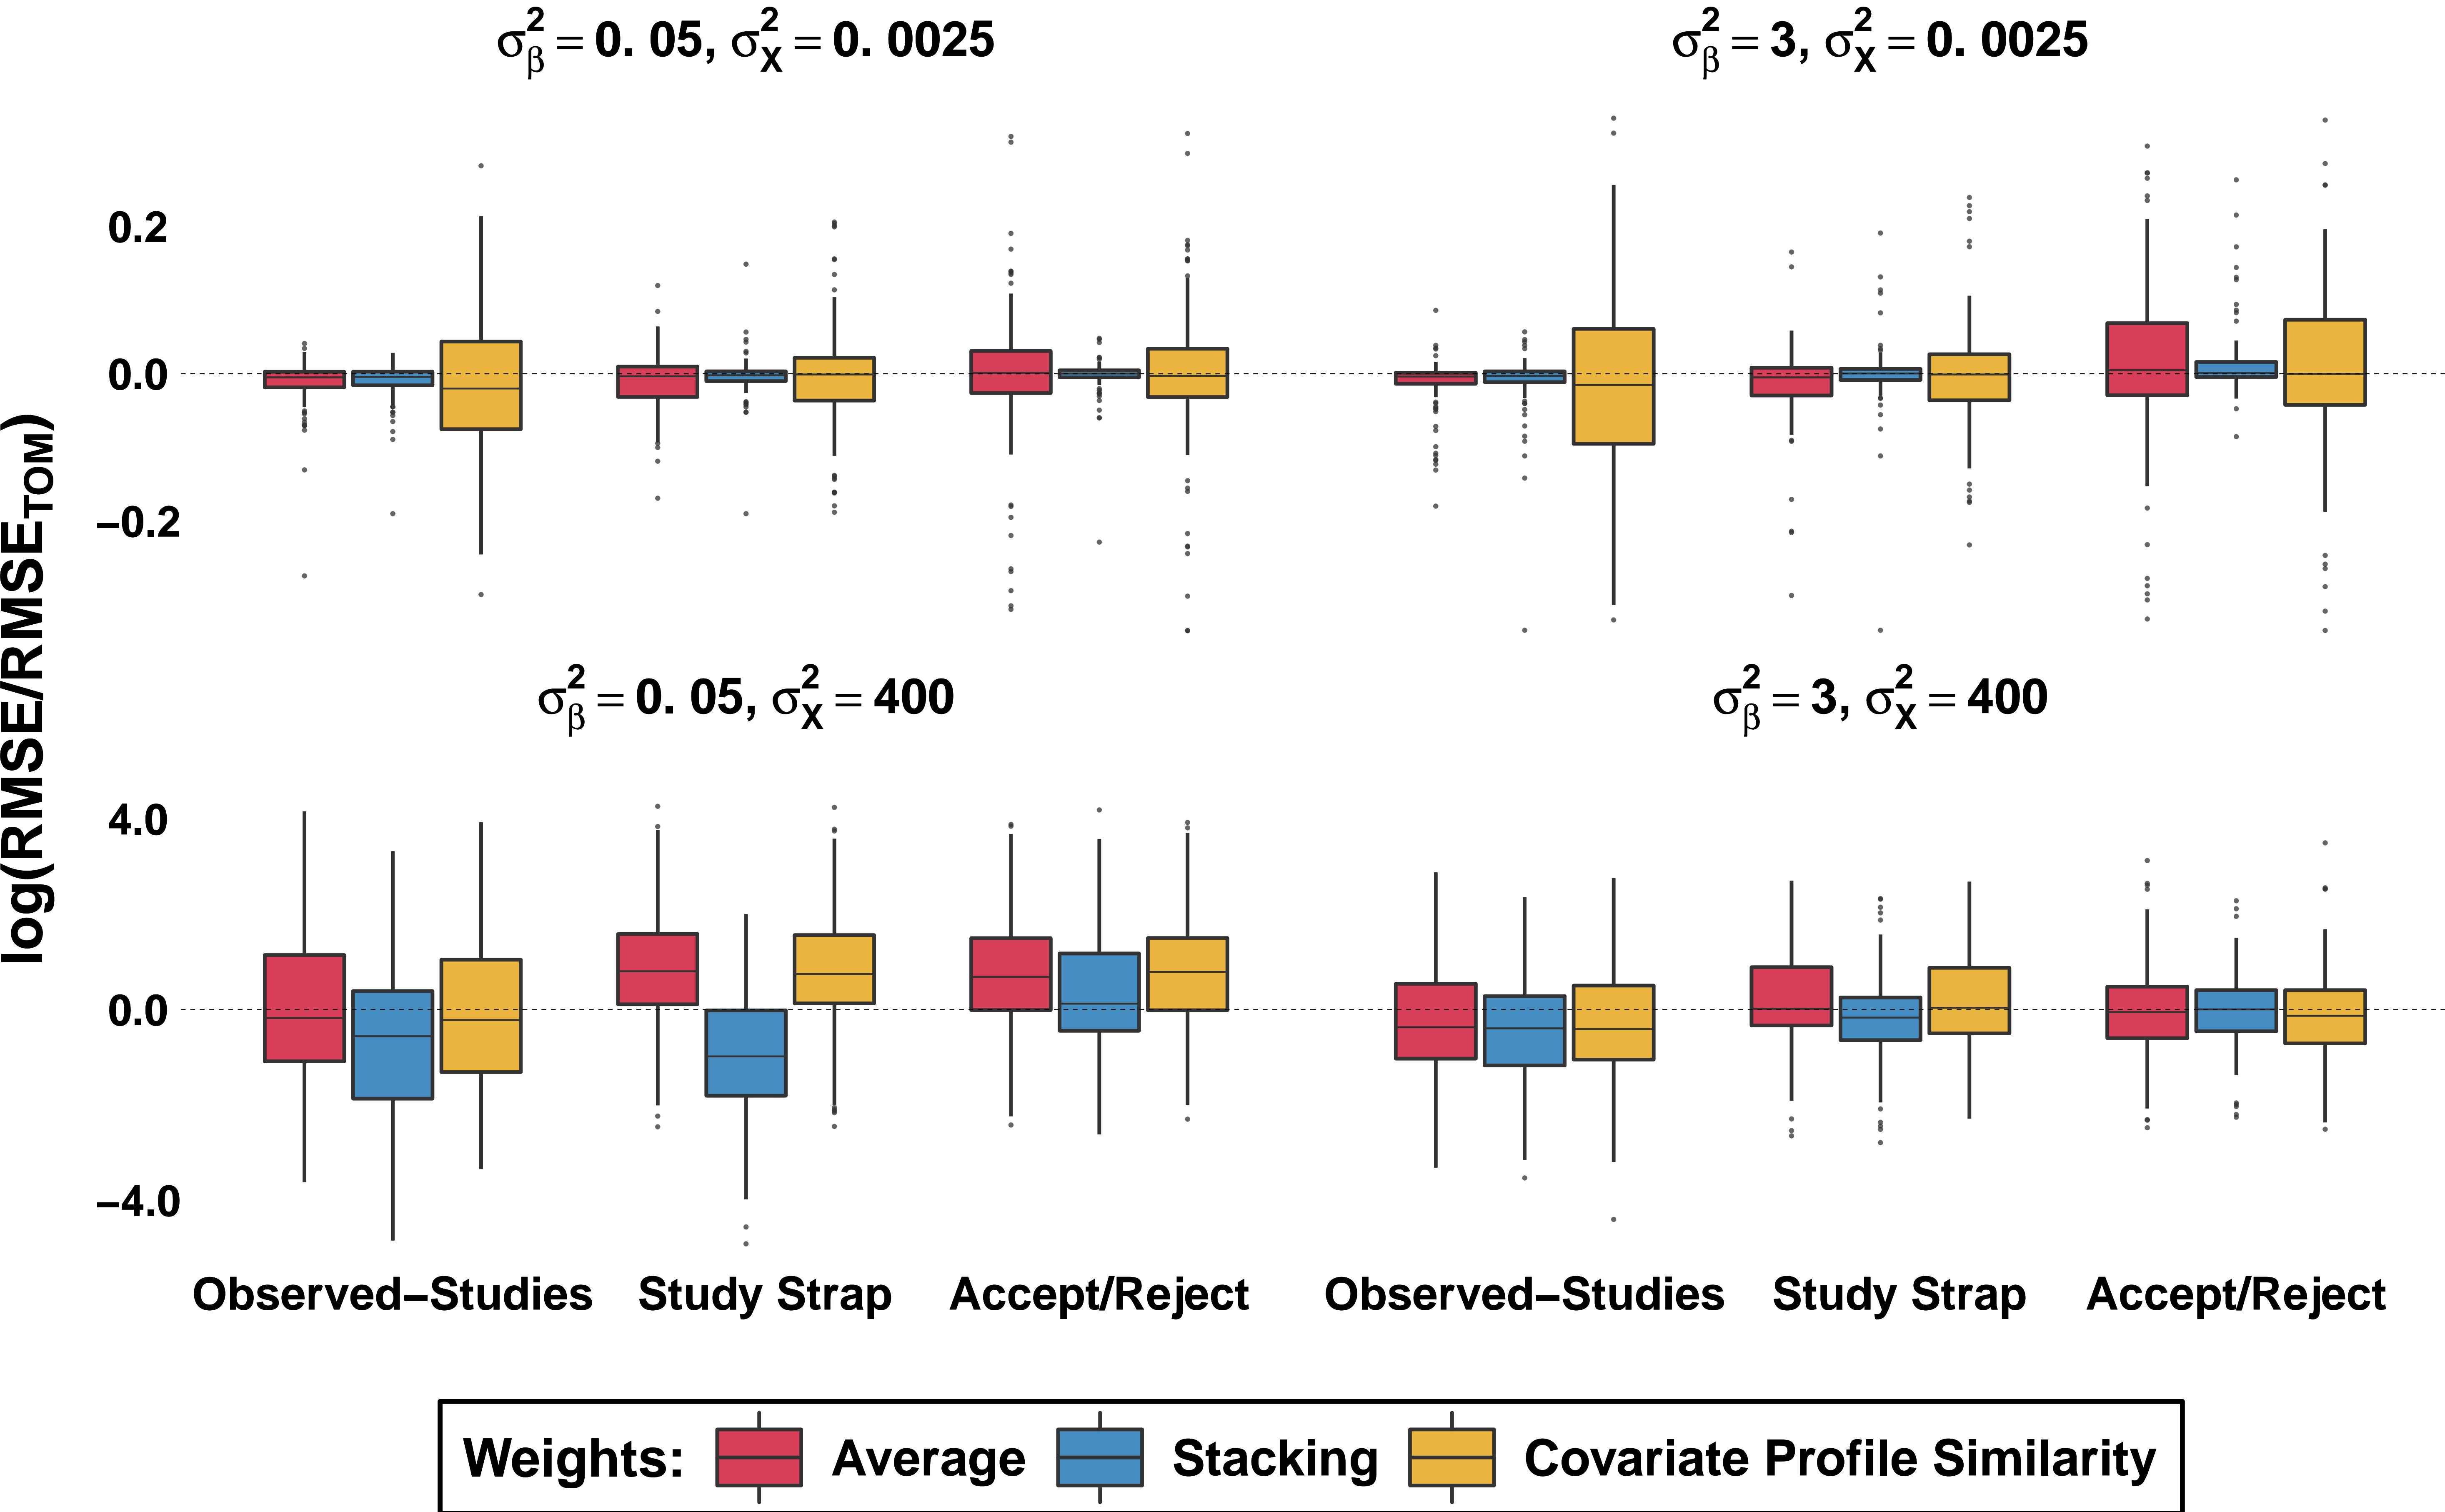 σ²β = 0. 05, σ²X = 0. 0025
σ²β = 3, σ²X = 0. 0025
0.2
0.0
−0.2
log(RMSE/RMSETOM)
σ²β = 0. 05, σ²X = 400
σ²β = 3, σ²X = 400
4.0
0.0
−4.0
Observed−Studies Study Strap Accept/Reject Observed−Studies Study Strap Accept/Reject
Weights: Average Stacking Covariate Profile Similarity